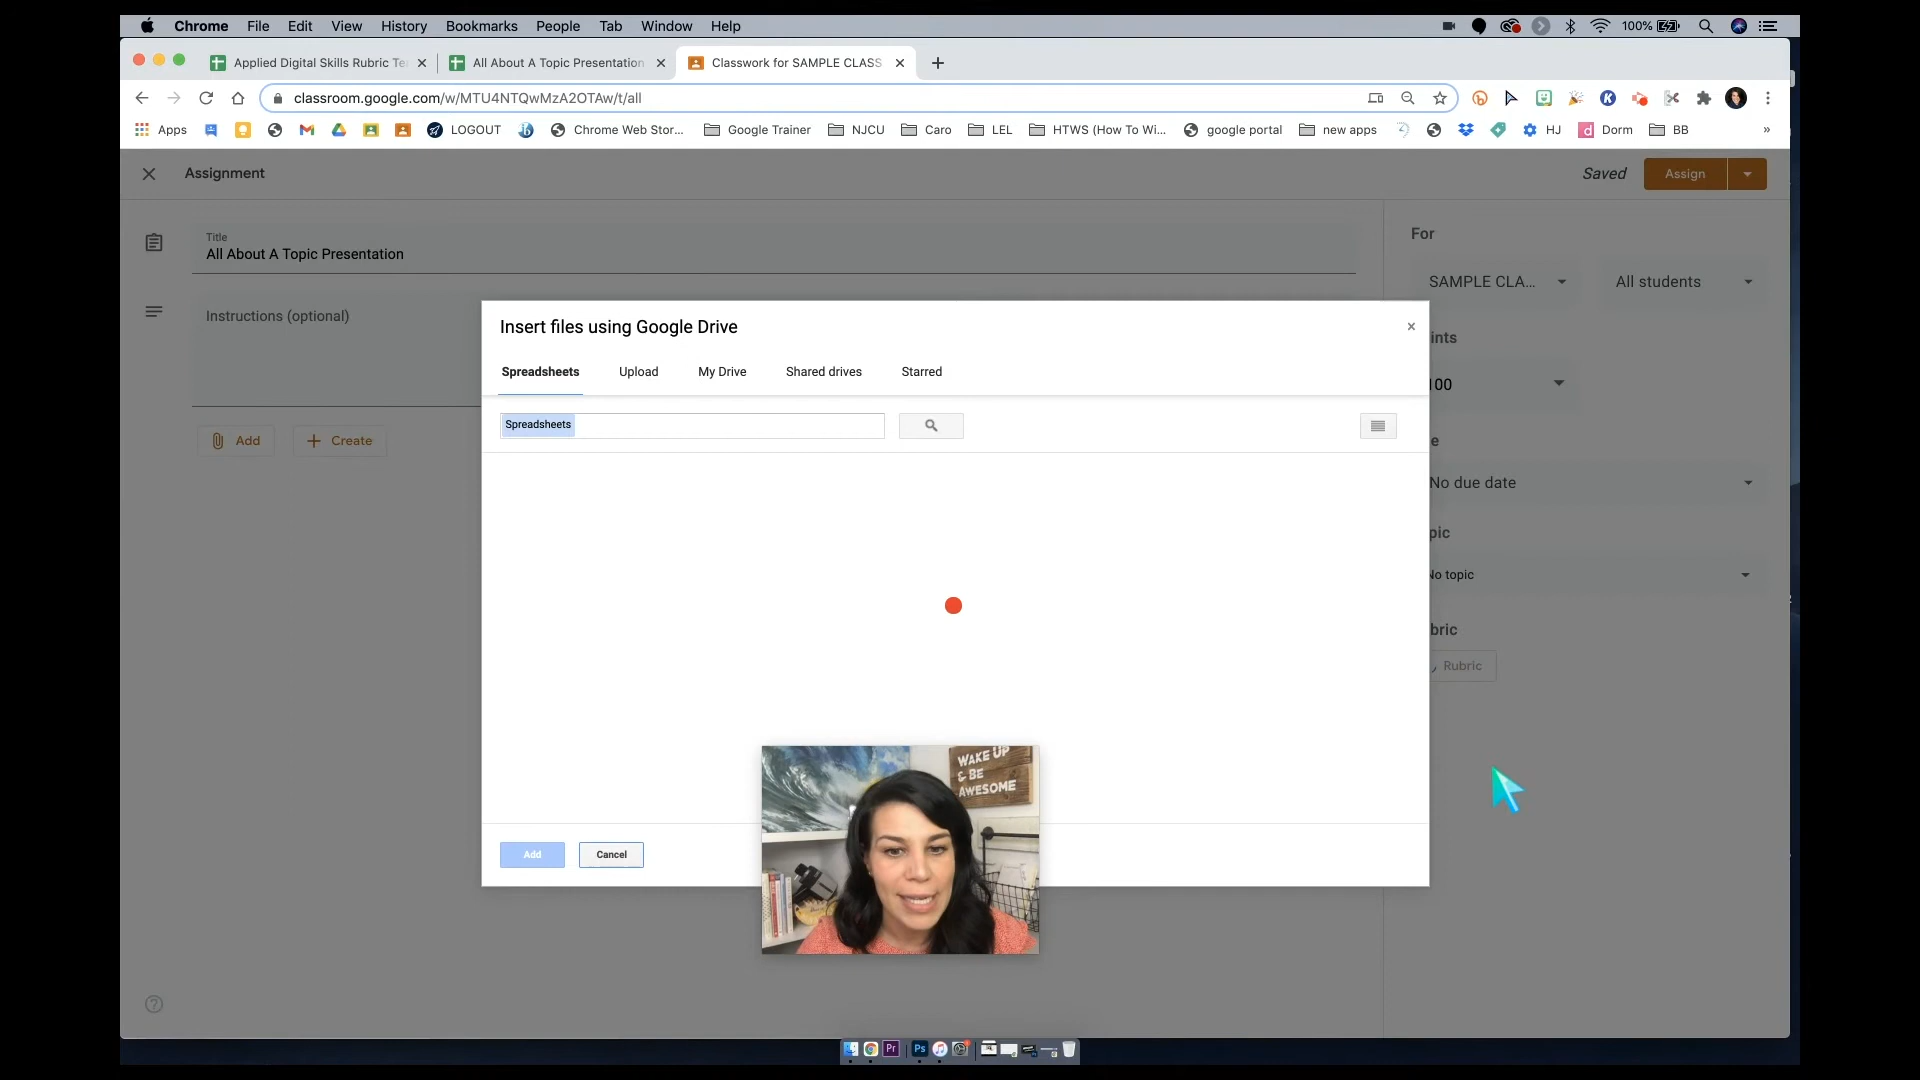 Chrome File Edit View History Bookmarks People Tab Window Help 100%
Applied Digital Skills Rubric Te All About A Topic Presentation Classwork for SAMPLE CLASS
classroom.google.com/w/MTU4NTQwMzA2OTAw/t/all
Apps LOGOUT Chrome Web Stor... Google Trainer NJCU Caro LEL HTWS (How To Wi... google portal new apps HJ Dorm BB »
Assignment Saved Assign
Title
All About A Topic Presentation
Instructions (optional)
Add Create
For
SAMPLE CLA... All students
ints
100
e
No due date
pic
No topic
bric
Rubric
Insert files using Google Drive
Spreadsheets Upload My Drive Shared drives Starred
Spreadsheets
Add Cancel
WAKE UP
& BE
AWESOME
Pr Ps